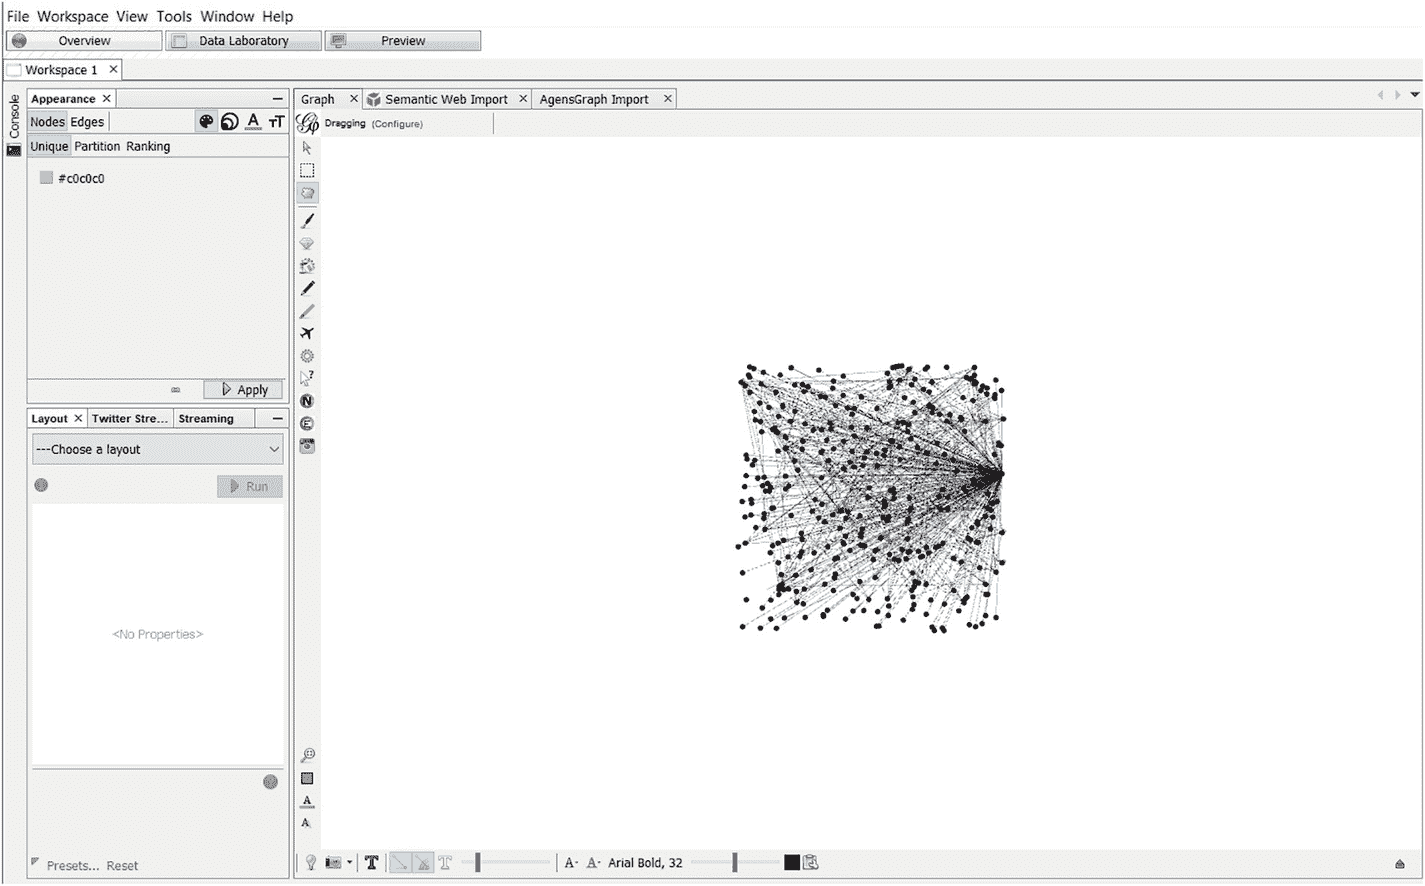 File Workspace View Tools Window Help
Overview Data Laboratory Preview
Workspace 1
Console
Appearance
Nodes Edges
Unique Partition Ranking
#c0c0c0
Apply
Layout Twitter Stre... Streaming
---Choose a layout
Run
<No Properties>
Presets... Reset
Graph Semantic Web Import AgensGraph Import
Dragging (Configure)
A- A- Arial Bold, 32